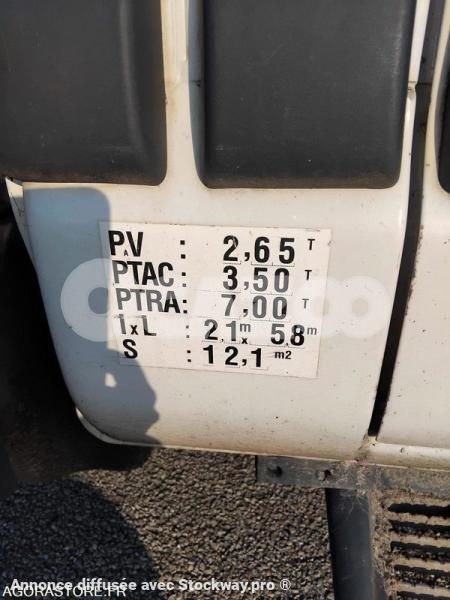 P.V : 2,65 T
PTAC : 3,50 T
PTRA : 7,00 T
l x L : 2,1 m x 5,8 m
S : 12,1 m2
Annonce diffusée avec Stockway.pro ®
AGORASTORE.FR